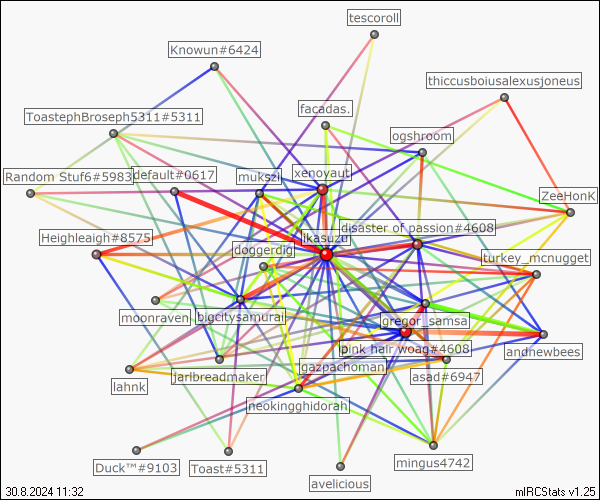 tescoroll
Knowun#6424
thiccusboiusalexusjoneus
facadas.
ToastephBroseph5311#5311
ogshroom
Random Stuf6#5983
default#0617
mukszi
xenoyaut
ZeeHonK
disaster of passion#4608
Heighleigh#8575
ikasuzu
doggerdig
turkey_mcnugget
moonraven
bigcitysamurai
gregor_samsa
pink hair woag#4608
andnewbees
lahnk
jarlbreadmaker
gazpachoman
asad#6947
neokingghidorah
Duck™#9103
Toast#5311
avelicious
mingus4742
30.8.2024 11:32
mIRCStats v1.25